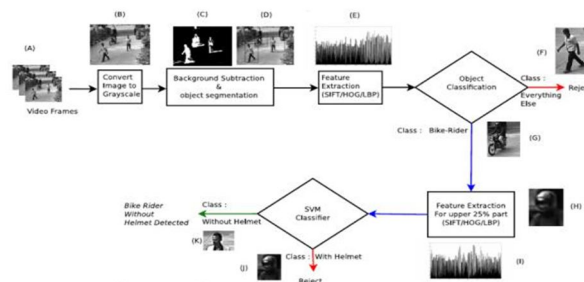 (A)
Video Frames
(B)
Convert
Image to
Grayscale
(C)
(D)
Background Subtraction
&
object segmentation
(E)
Feature
Extraction
(SIFT/HOG/LBP)
Object
Classification
(F)
Class :
Everything
Else
Reje
Class : Bike-Rider
(G)
Feature Extraction
For upper 25% part
(SIFT/HOG/LBP)
(H)
(I)
SVM
Classifier
Class :
Without Helmet
Bike Rider
Without
Helmet Detected
(K)
(J)
Class : With Helmet
Reject